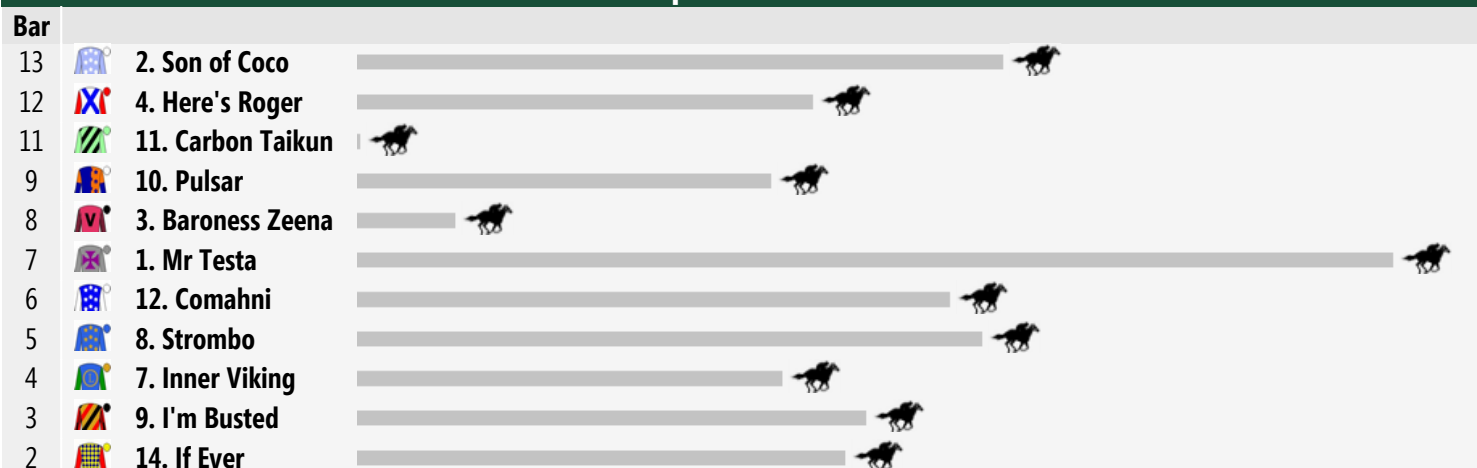 Bar
13 2. Son of Coco
12 4. Here's Roger
11 11. Carbon Taikun
9 10. Pulsar
8 V 3. Baroness Zeena
7 1. Mr Testa
6 12. Comahni
5 8. Strombo
4 7. Inner Viking
3 9. I'm Busted
2 14. If Ever